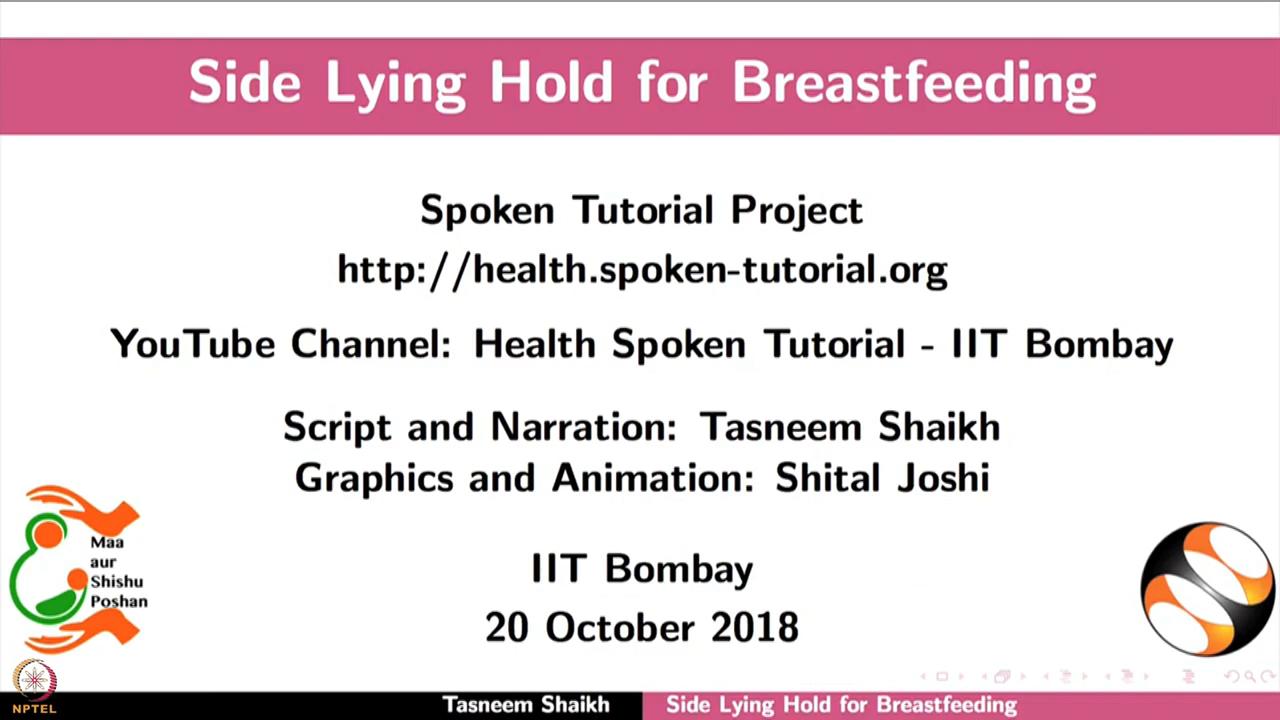 Side Lying Hold for Breastfeeding
Spoken Tutorial Project
http://health.spoken-tutorial.org
YouTube Channel: Health Spoken Tutorial - IIT Bombay
Script and Narration: Tasneem Shaikh
Graphics and Animation: Shital Joshi
Maa
aur
Shishu
Poshan
IIT Bombay
20 October 2018
NPTEL
Tasneem Shaikh
Side Lying Hold for Breastfeeding